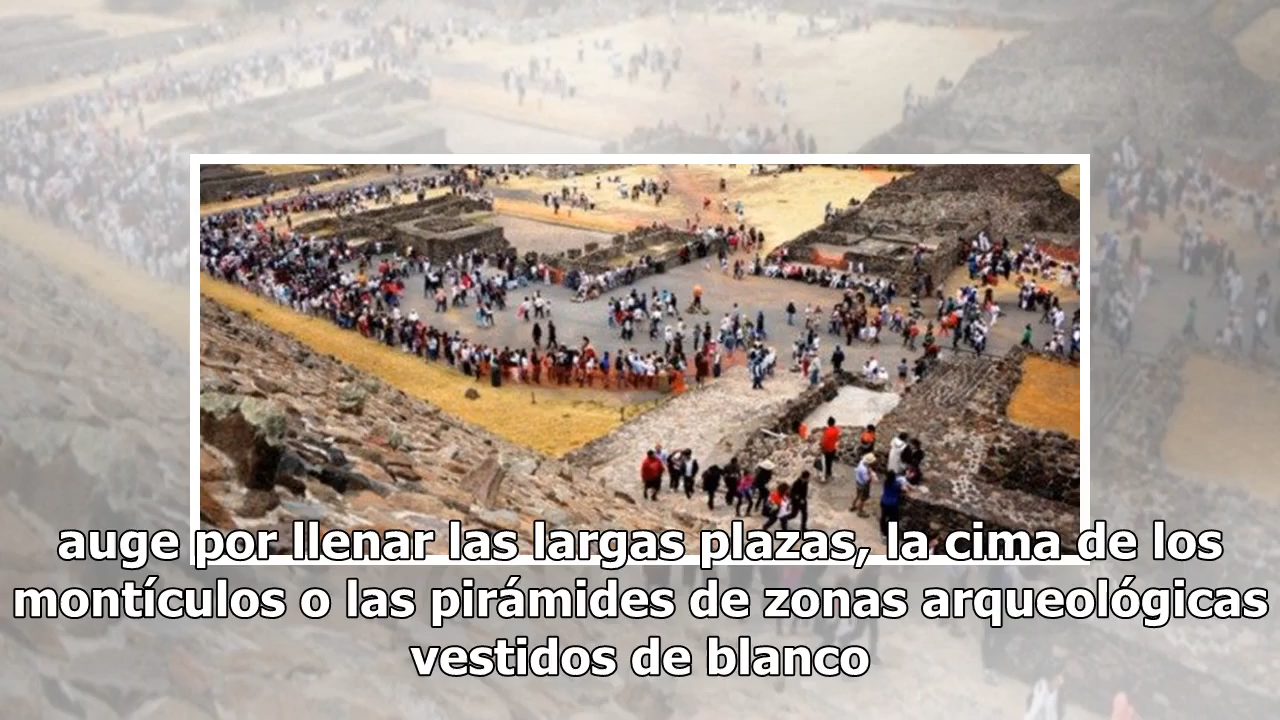 auge por llenar las largas plazas, la cima de los
montículos o las pirámides de zonas arqueológicas
vestidos de blanco